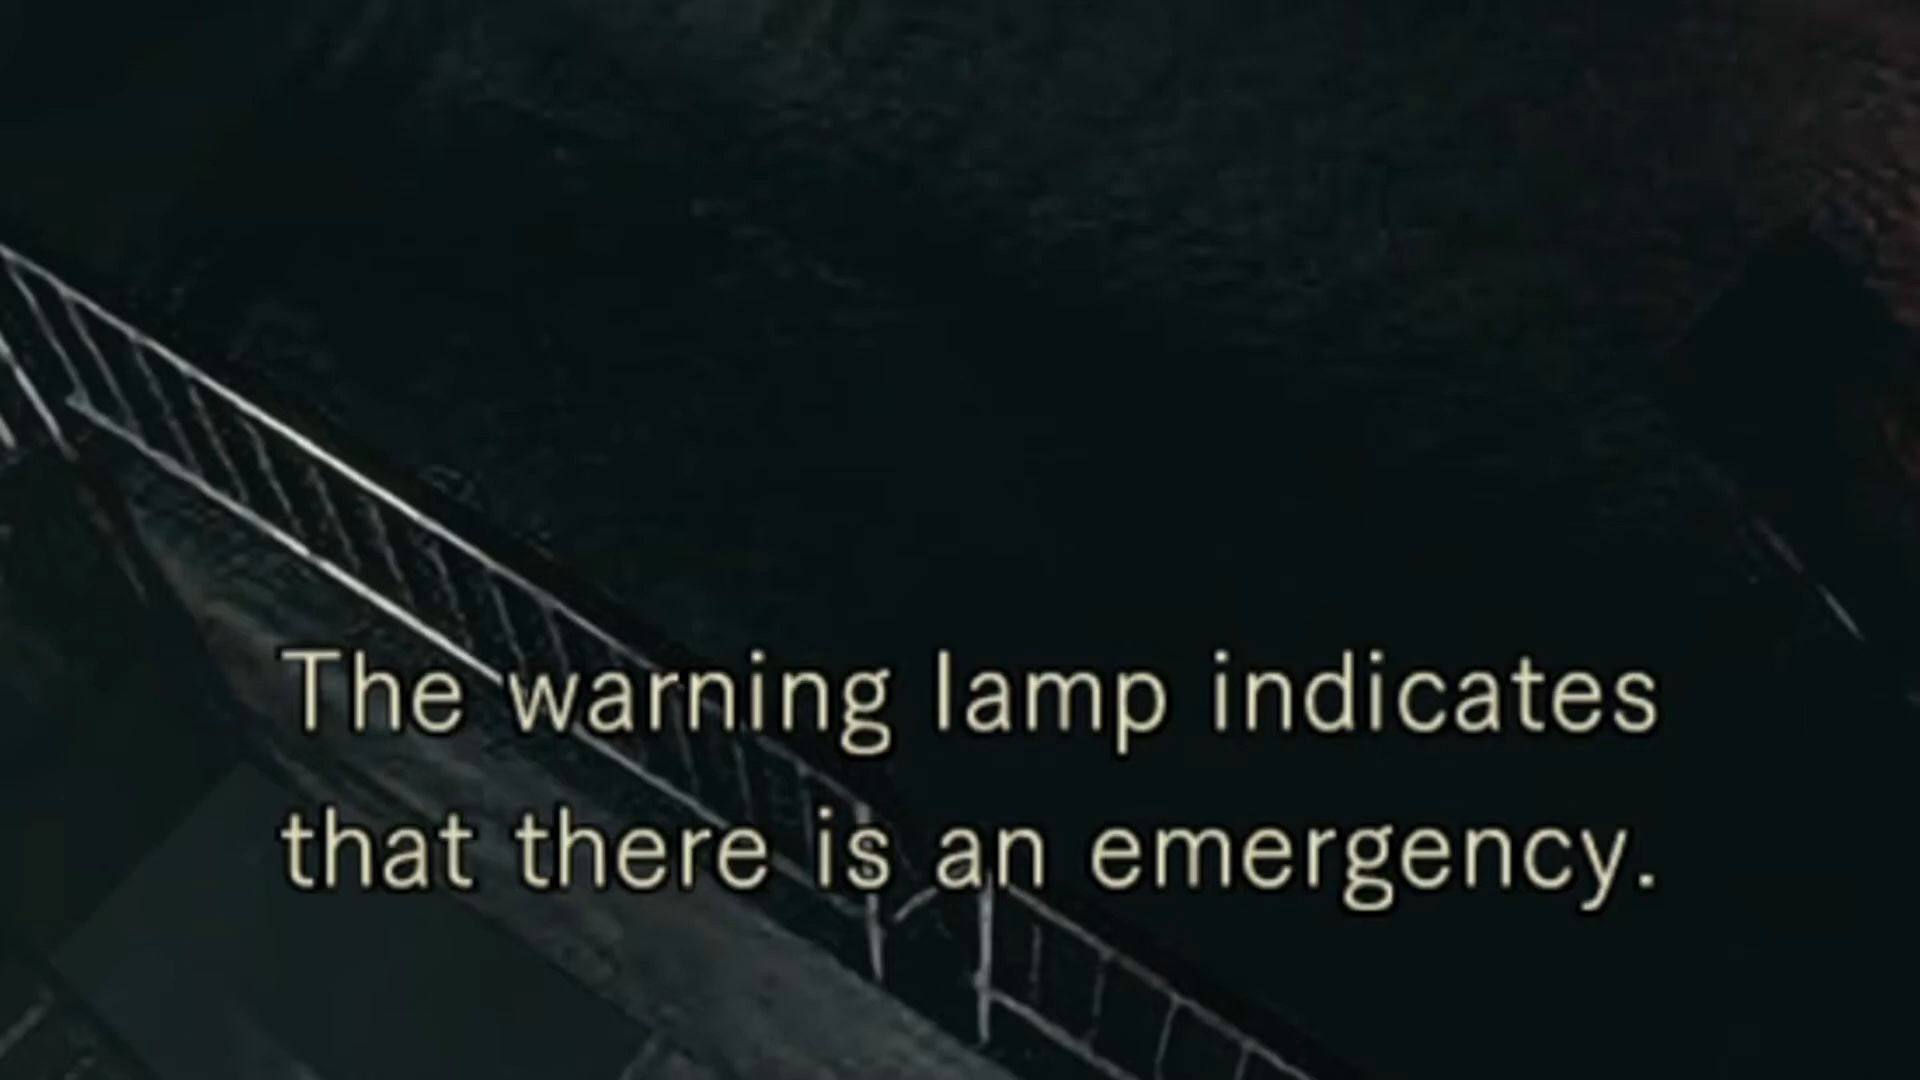 The warning lamp indicates
that there is an emergency.